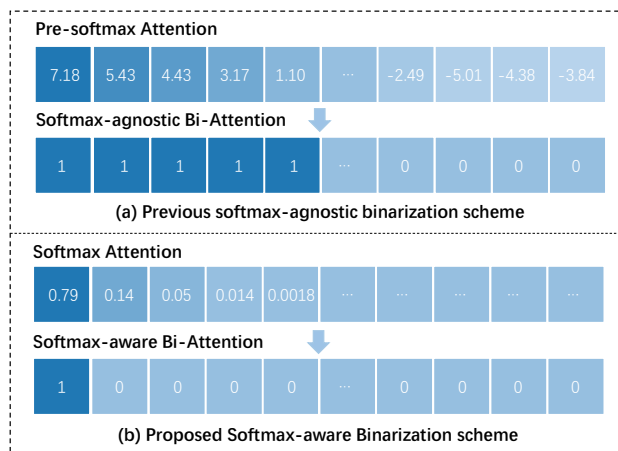 Pre-softmax Attention
7.18 5.43 4.43 3.17 1.10 ... -2.49 -5.01 -4.38 -3.84
Softmax-agnostic Bi-Attention
1 1 1 1 1 ... 0 0 0 0
(a) Previous softmax-agnostic binarization scheme
Softmax Attention
0.79 0.14 0.05 0.014 0.0018 ... ... ... ... ...
Softmax-aware Bi-Attention
1 0 0 0 0 ... 0 0 0 0
(b) Proposed Softmax-aware Binarization scheme